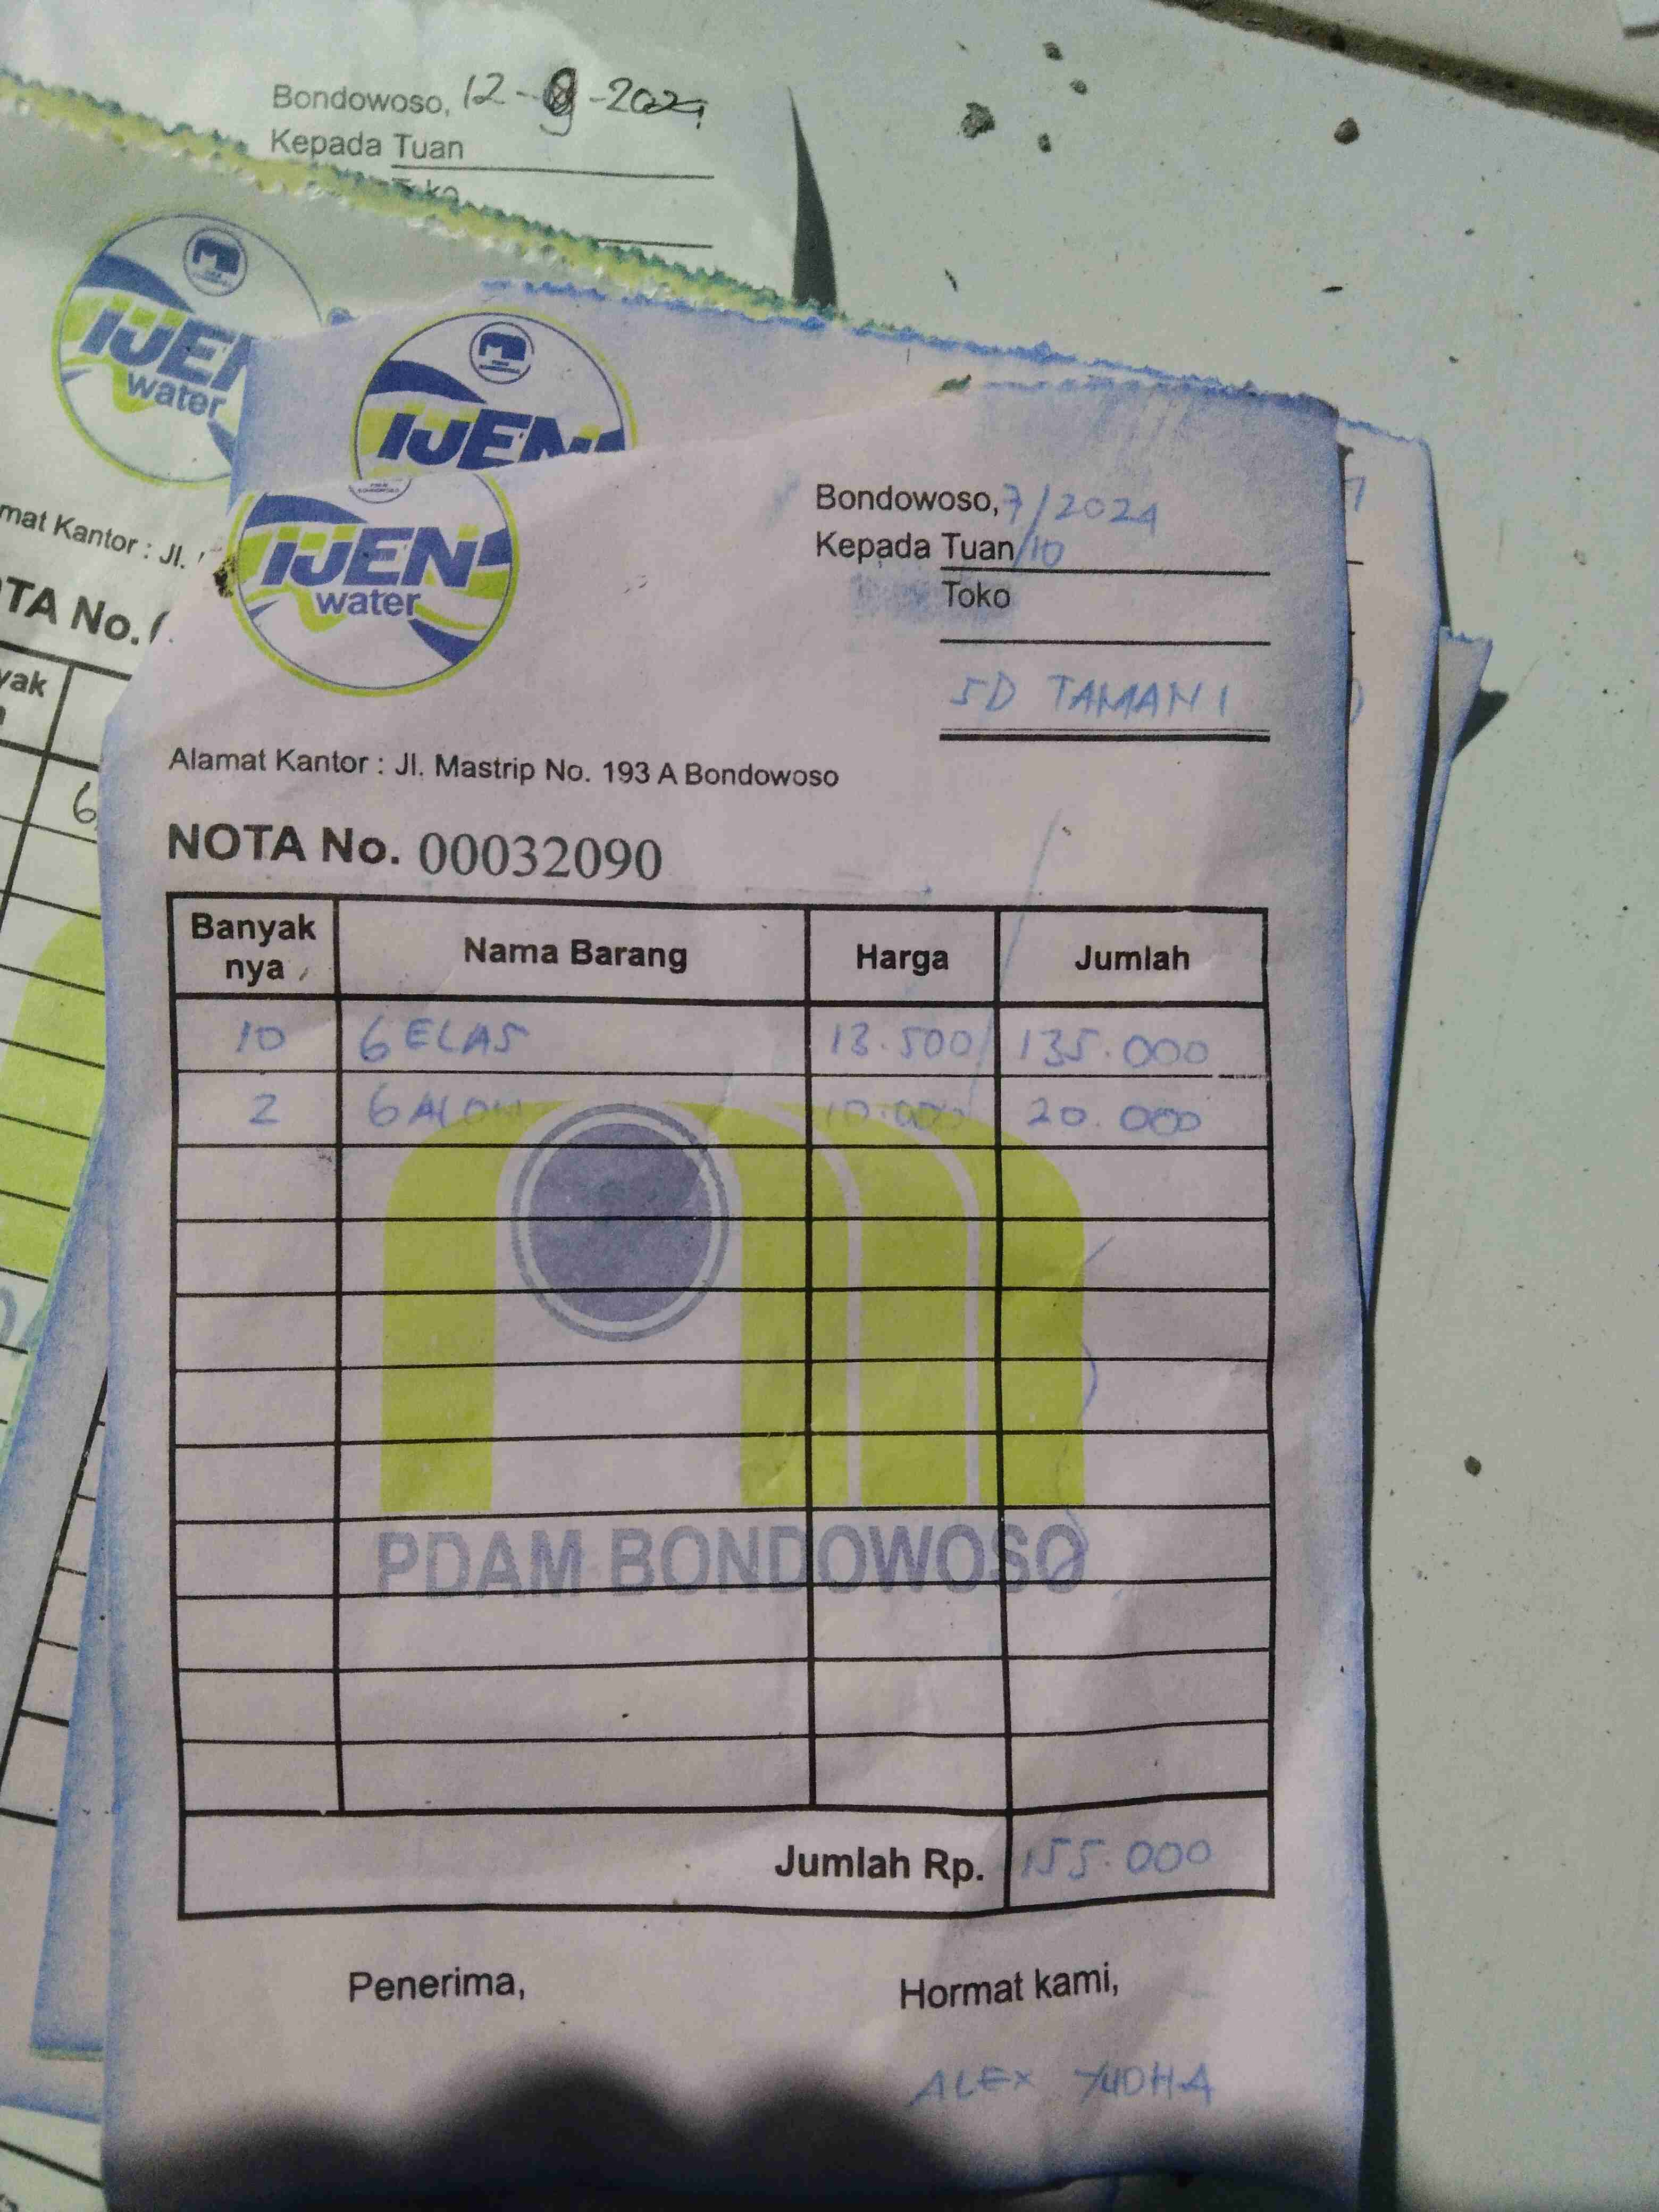 Bondowoso, 12-9-2024
Kepada Tuan
Toko
IJEN
water
IJEN
mat Kantor : Jl.
TA No.
yak
6
IJEN
water
Bondowoso, 7/2024
Kepada Tuan /10
Toko
SD TAMAN 1
Alamat Kantor : Jl. Mastrip No. 193 A Bondowoso
NOTA No. 00032090
Banyak nya Nama Barang Harga Jumlah
10 GELAS 13.500 135.000
2 GALON 10.000 20.000
PDAM BONDOWOSO
Jumlah Rp. 155.000
Penerima, Hormat kami,
ALEX YUDHA